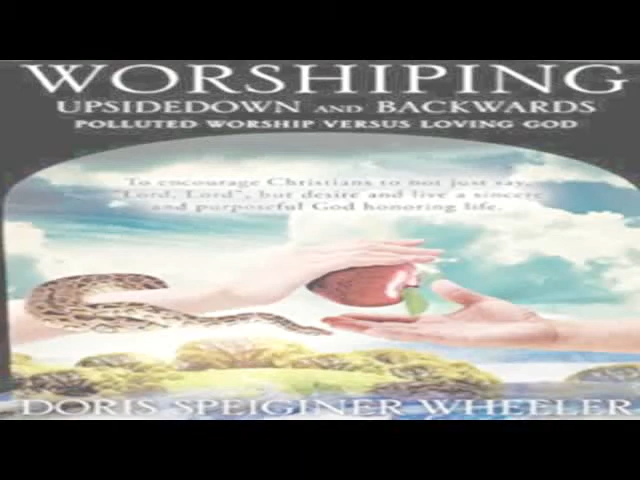 WORSHIPING
UPSIDEDOWN AND BACKWARDS
POLLUTED WORSHIP VERSUS LOVING GOD
To encourage Christians to not just say,
"Lord, Lord", but desire and live a sincere
and purposeful God honoring life.
DORIS SPEIGINER WHEELER